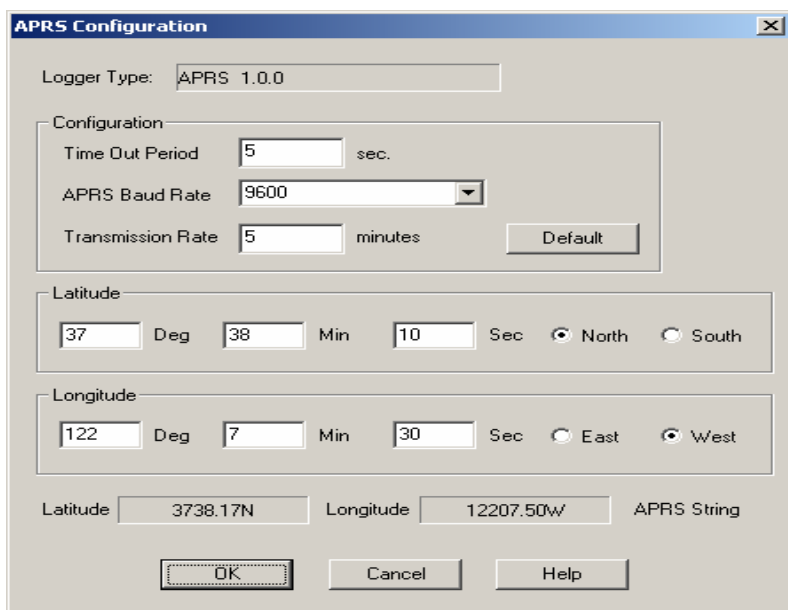 APRS Configuration
Logger Type: APRS 1.0.0
Configuration
Time Out Period 5 sec.
APRS Baud Rate 9600
Transmission Rate 5 minutes Default
Latitude
37 Deg 38 Min 10 Sec North South
Longitude
122 Deg 7 Min 30 Sec East West
Latitude 3738.17N Longitude 12207.50W APRS String
OK Cancel Help